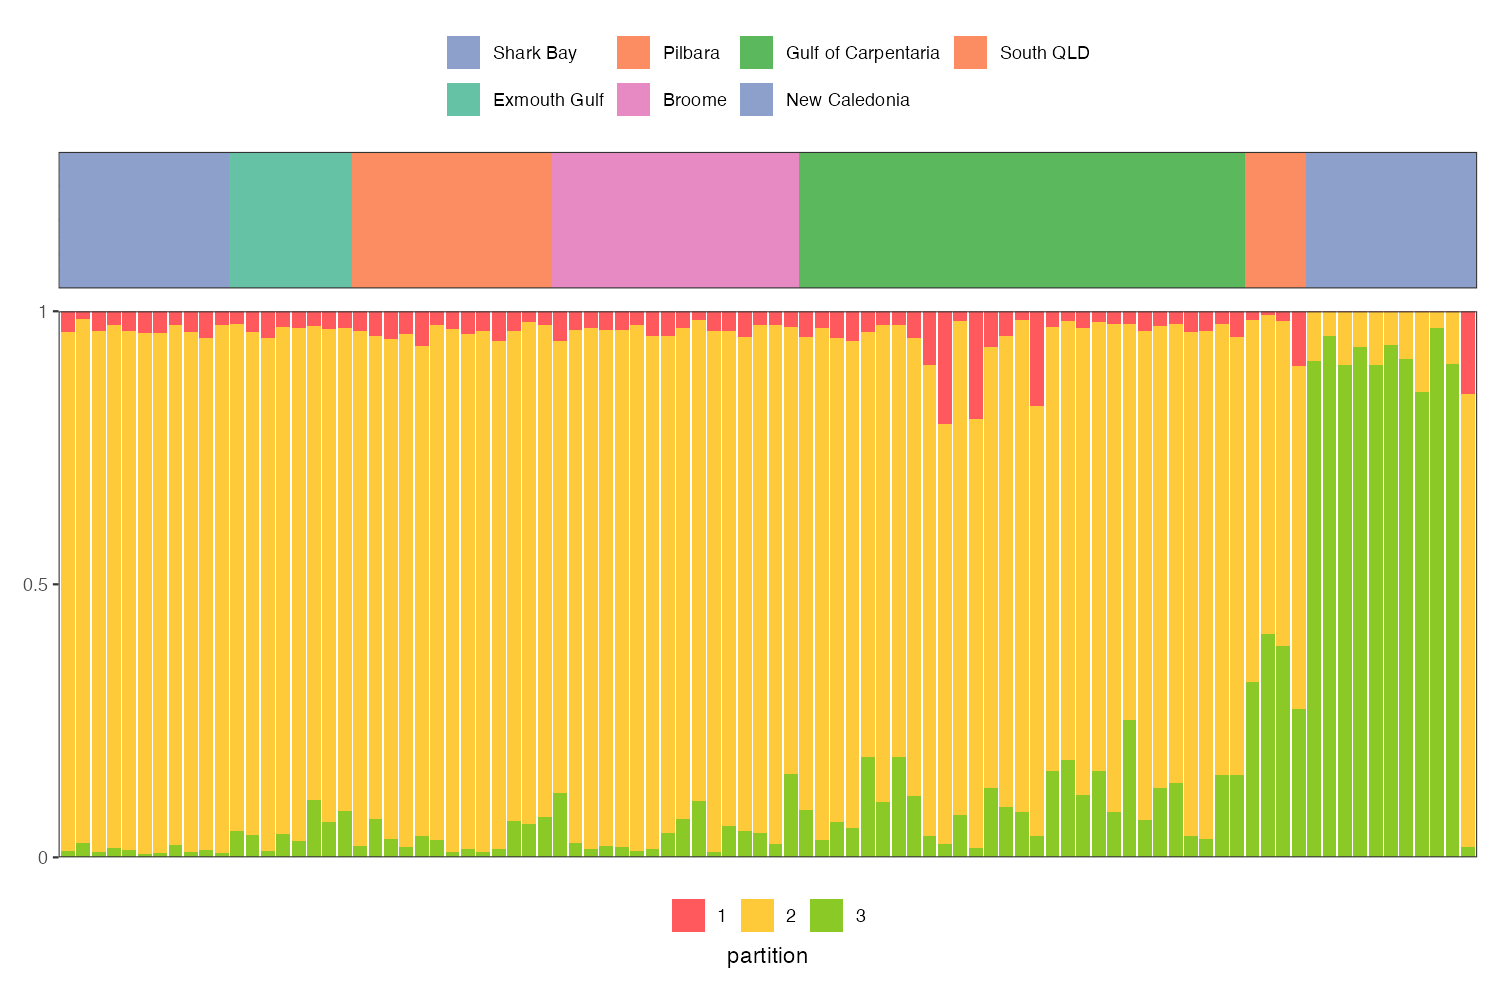 Shark Bay Pilbara Gulf of Carpentaria South QLD
Exmouth Gulf Broome New Caledonia
1
0.5
0
1 2 3
partition